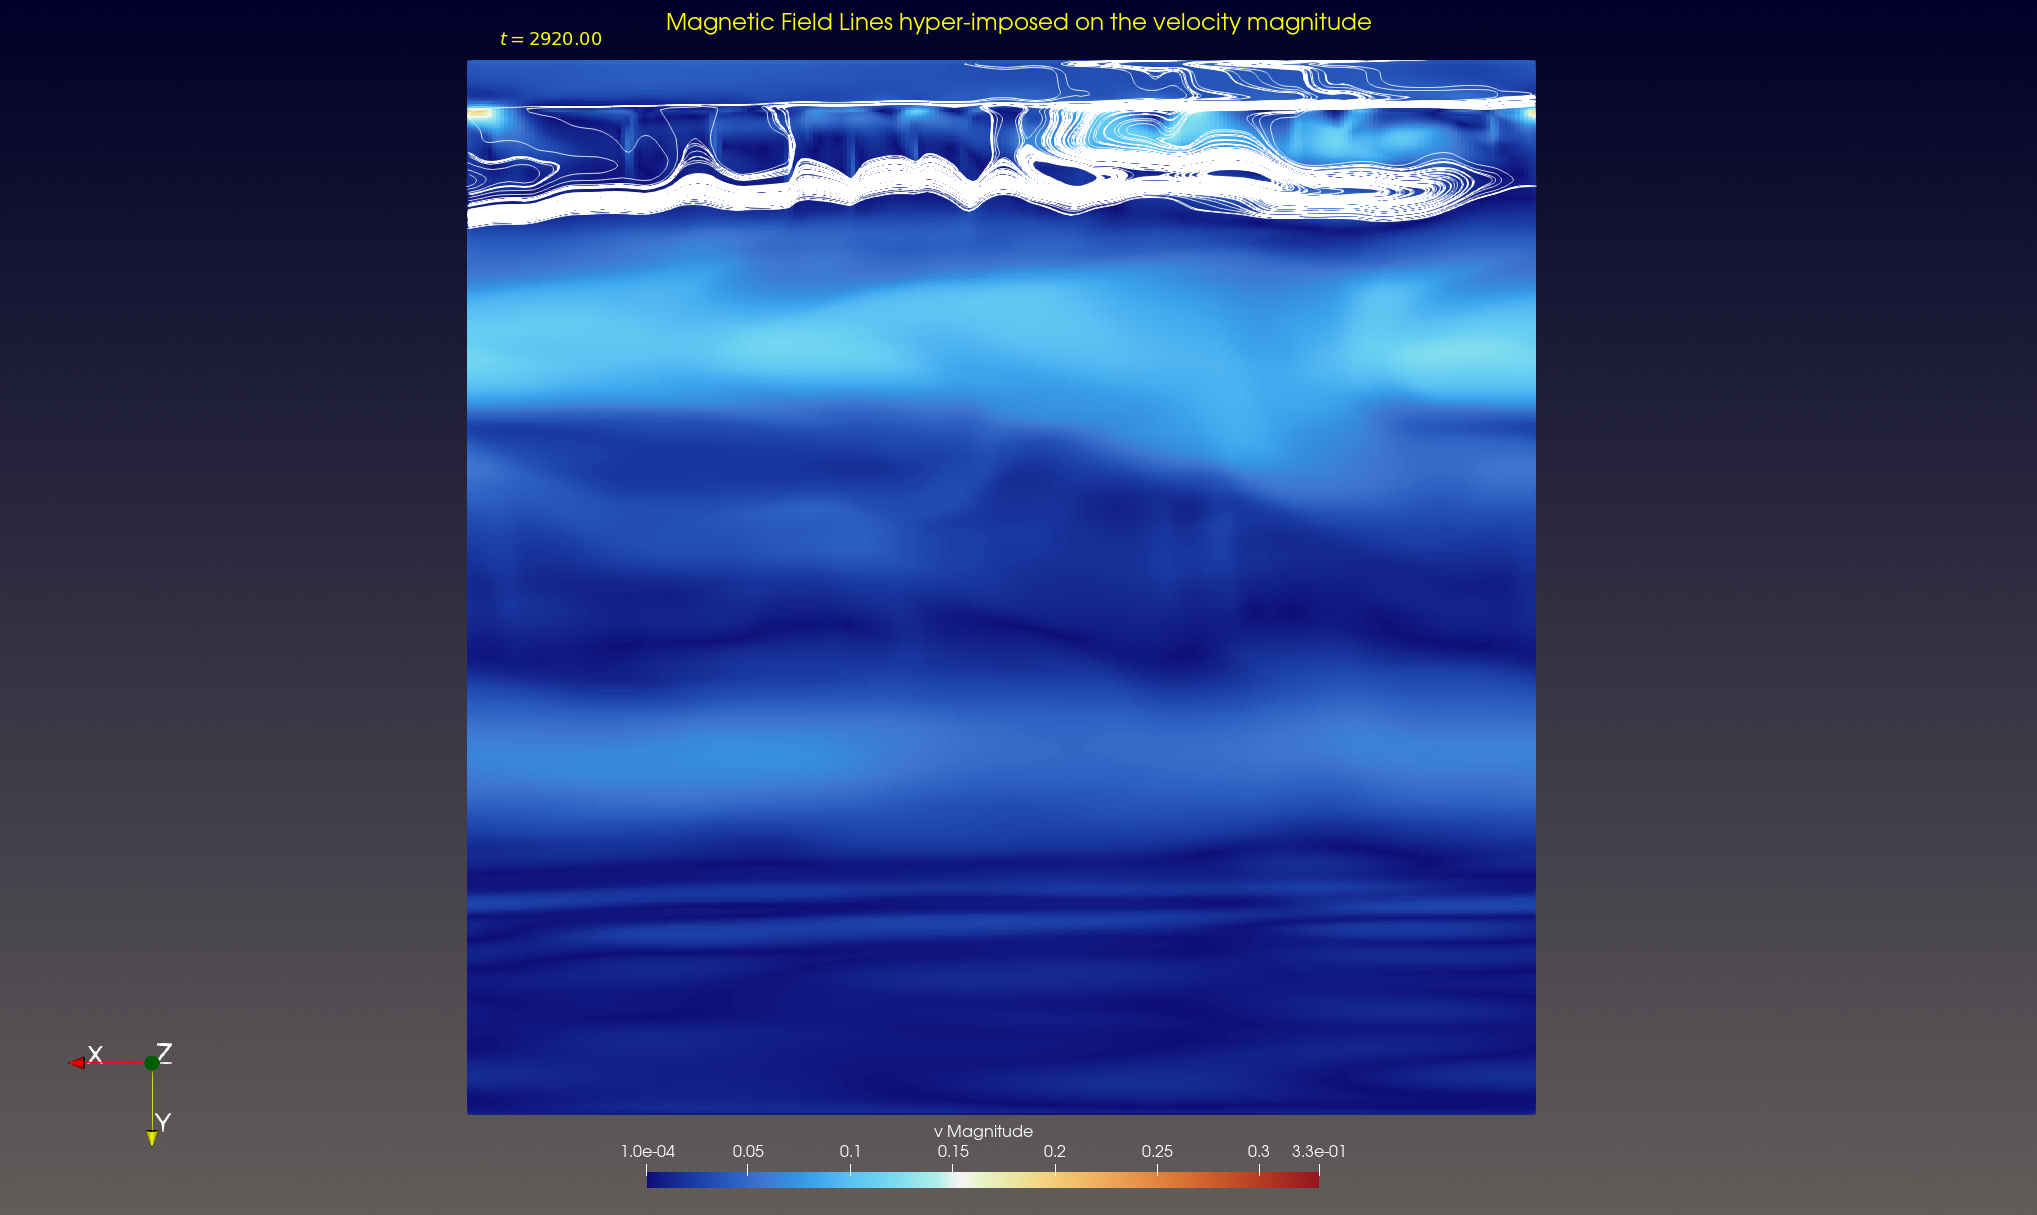 Magnetic Field Lines hyper-imposed on the velocity magnitude
t = 2920.00
X
Z
Y
v Magnitude
1.0e-04 0.05 0.1 0.15 0.2 0.25 0.3 3.3e-01